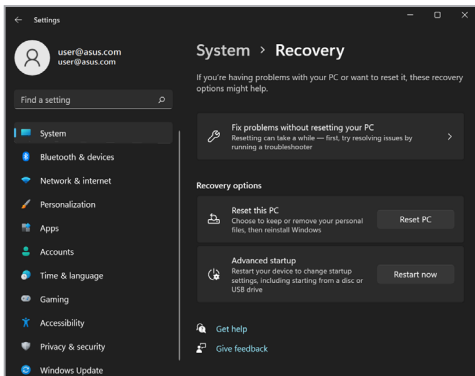 Settings
user@asus.com
user@asus.com
Find a setting
System
Bluetooth & devices
Network & internet
Personalization
Apps
Accounts
Time & language
Gaming
Accessibility
Privacy & security
Windows Update
System > Recovery
If you're having problems with your PC or want to reset it, these recovery
options might help.
Fix problems without resetting your PC
Resetting can take a while — first, try resolving issues by
running a troubleshooter
Recovery options
Reset this PC
Choose to keep or remove your personal
files, then reinstall Windows
Reset PC
Advanced startup
Restart your device to change startup
settings, including starting from a disc or
USB drive
Restart now
Get help
Give feedback